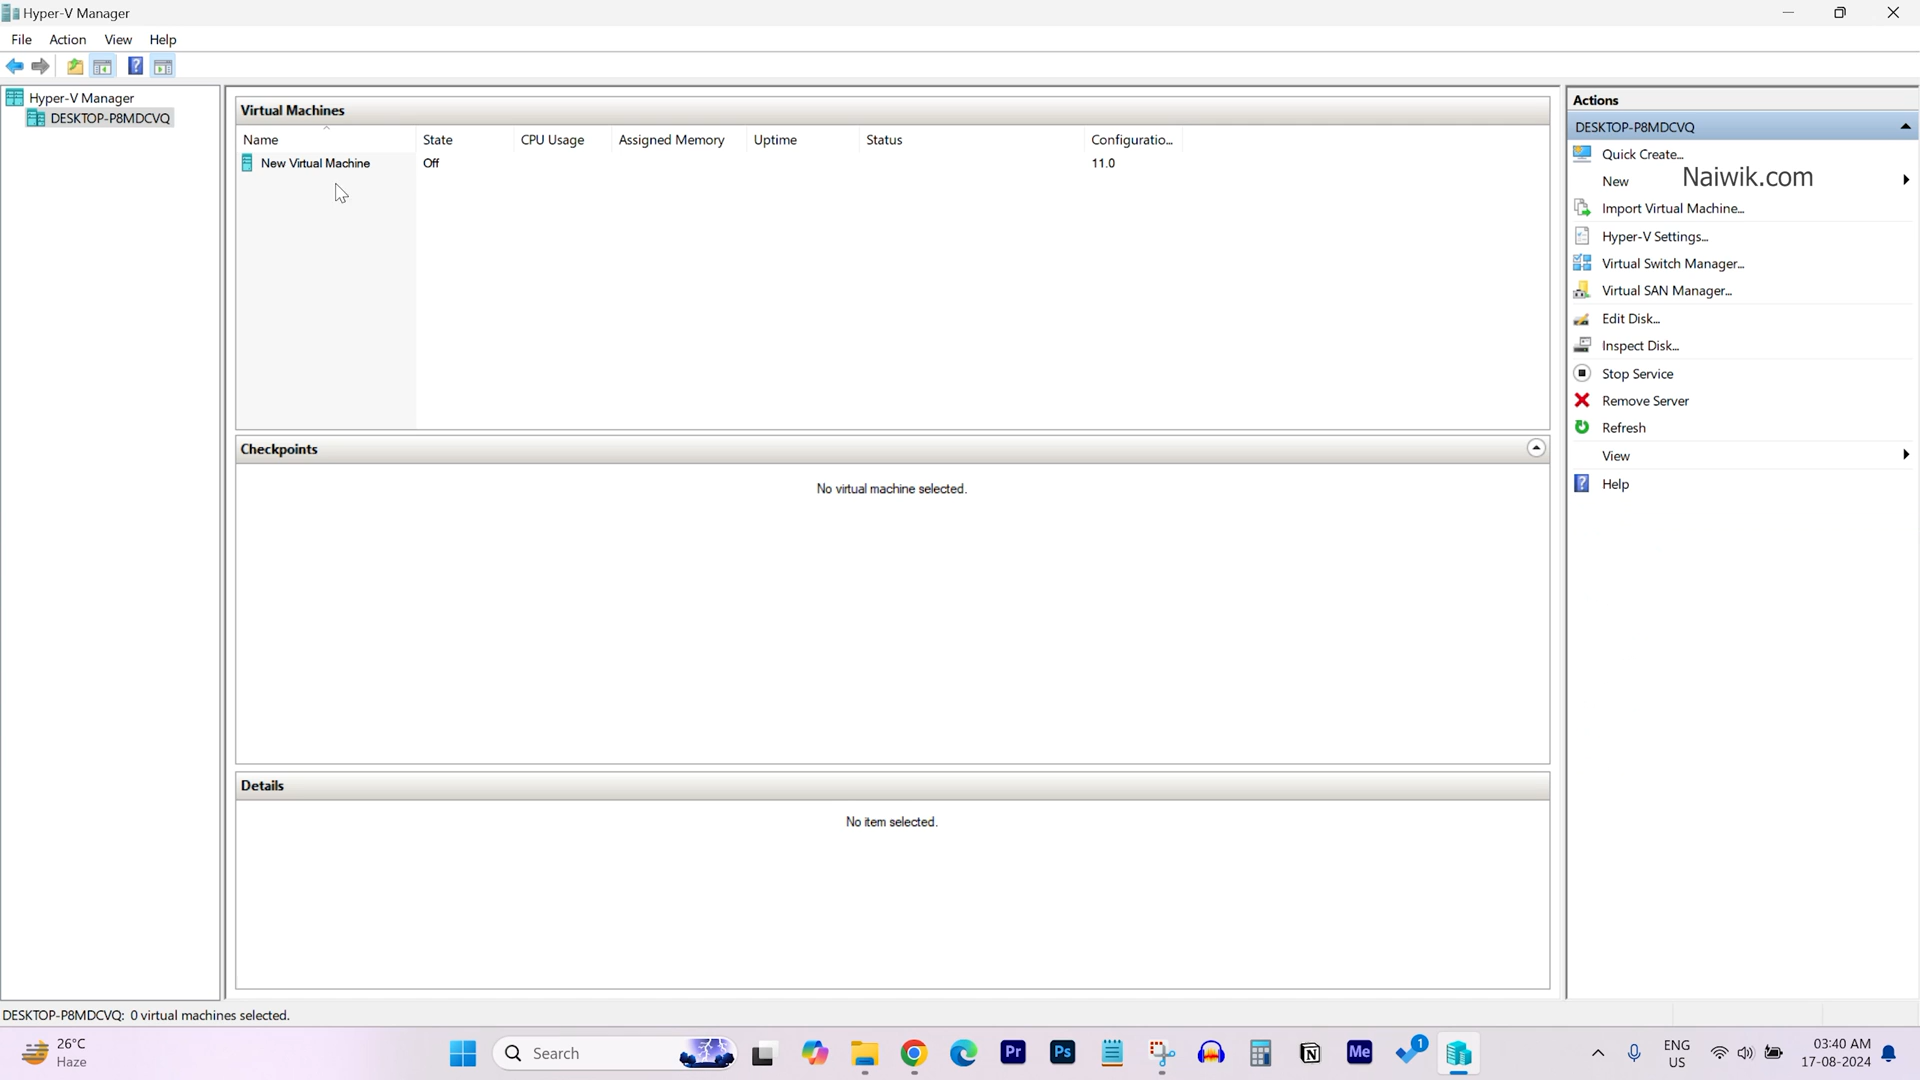 Hyper-V Manager
File Action View Help
Hyper-V Manager
DESKTOP-P8MDCVQ
Virtual Machines
Name State CPU Usage Assigned Memory Uptime Status Configuratio...
New Virtual Machine Off 11.0
Checkpoints
No virtual machine selected.
Details
No item selected.
Actions
DESKTOP-P8MDCVQ
Quick Create...
Naiwik.com
New
Import Virtual Machine...
Hyper-V Settings...
Virtual Switch Manager...
Virtual SAN Manager...
Edit Disk...
Inspect Disk...
Stop Service
Remove Server
Refresh
View
Help
DESKTOP-P8MDCVQ: 0 virtual machines selected.
26°C
Haze
Search
Pr
Ps
N
Me
1
ENG
US
03:40 AM
17-08-2024